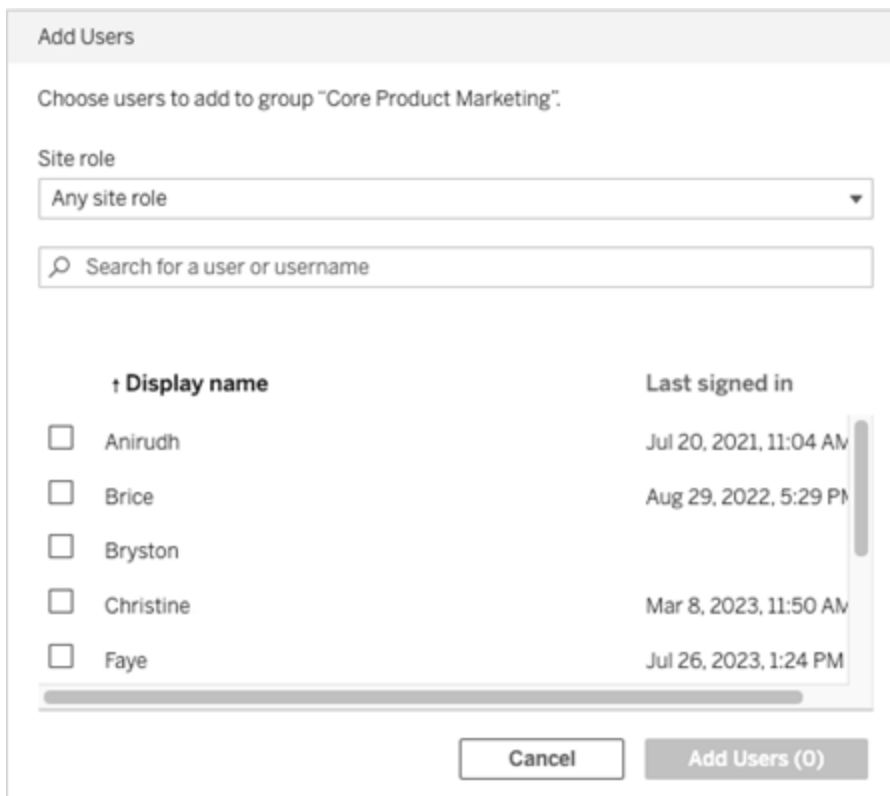 Add Users
Choose users to add to group "Core Product Marketing".
Site role
Any site role
Search for a user or username
↑ Display name Last signed in
Anirudh Jul 20, 2021, 11:04 AM
Brice Aug 29, 2022, 5:29 PM
Bryston
Christine Mar 8, 2023, 11:50 AM
Faye Jul 26, 2023, 1:24 PM
Cancel Add Users (0)